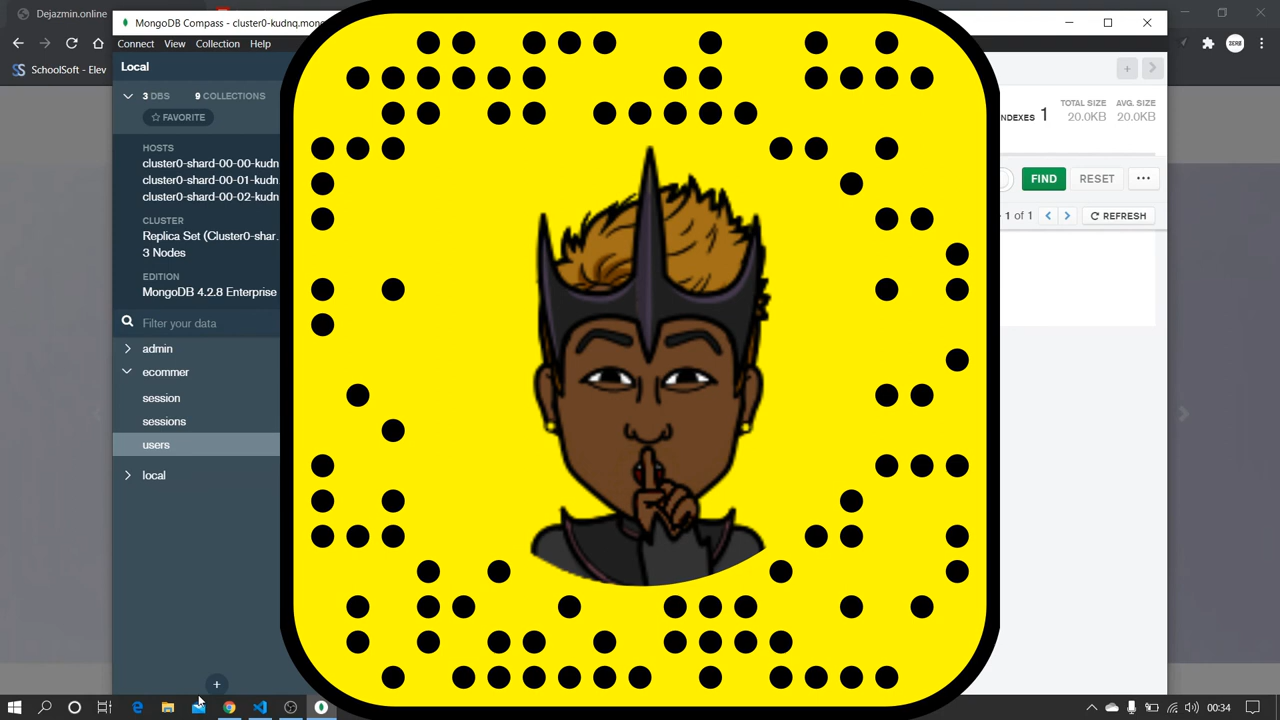 Dejazmin.online
MongoDB Compass - cluster0-kudnq.mon
Connect View Collection Help
SchoolSoft - Elev
Local
3 DBS 9 COLLECTIONS
FAVORITE
HOSTS
cluster0-shard-00-00-kudn
cluster0-shard-00-01-kudn
cluster0-shard-00-02-kudn
CLUSTER
Replica Set (Cluster0-shar...
3 Nodes
EDITION
MongoDB 4.2.8 Enterprise
Filter your data
admin
ecommer
session
sessions
users
local
NDEXES 1
TOTAL SIZE
20.0KB
AVG. SIZE
20.0KB
FIND RESET ...
- 1 of 1 REFRESH
00:34